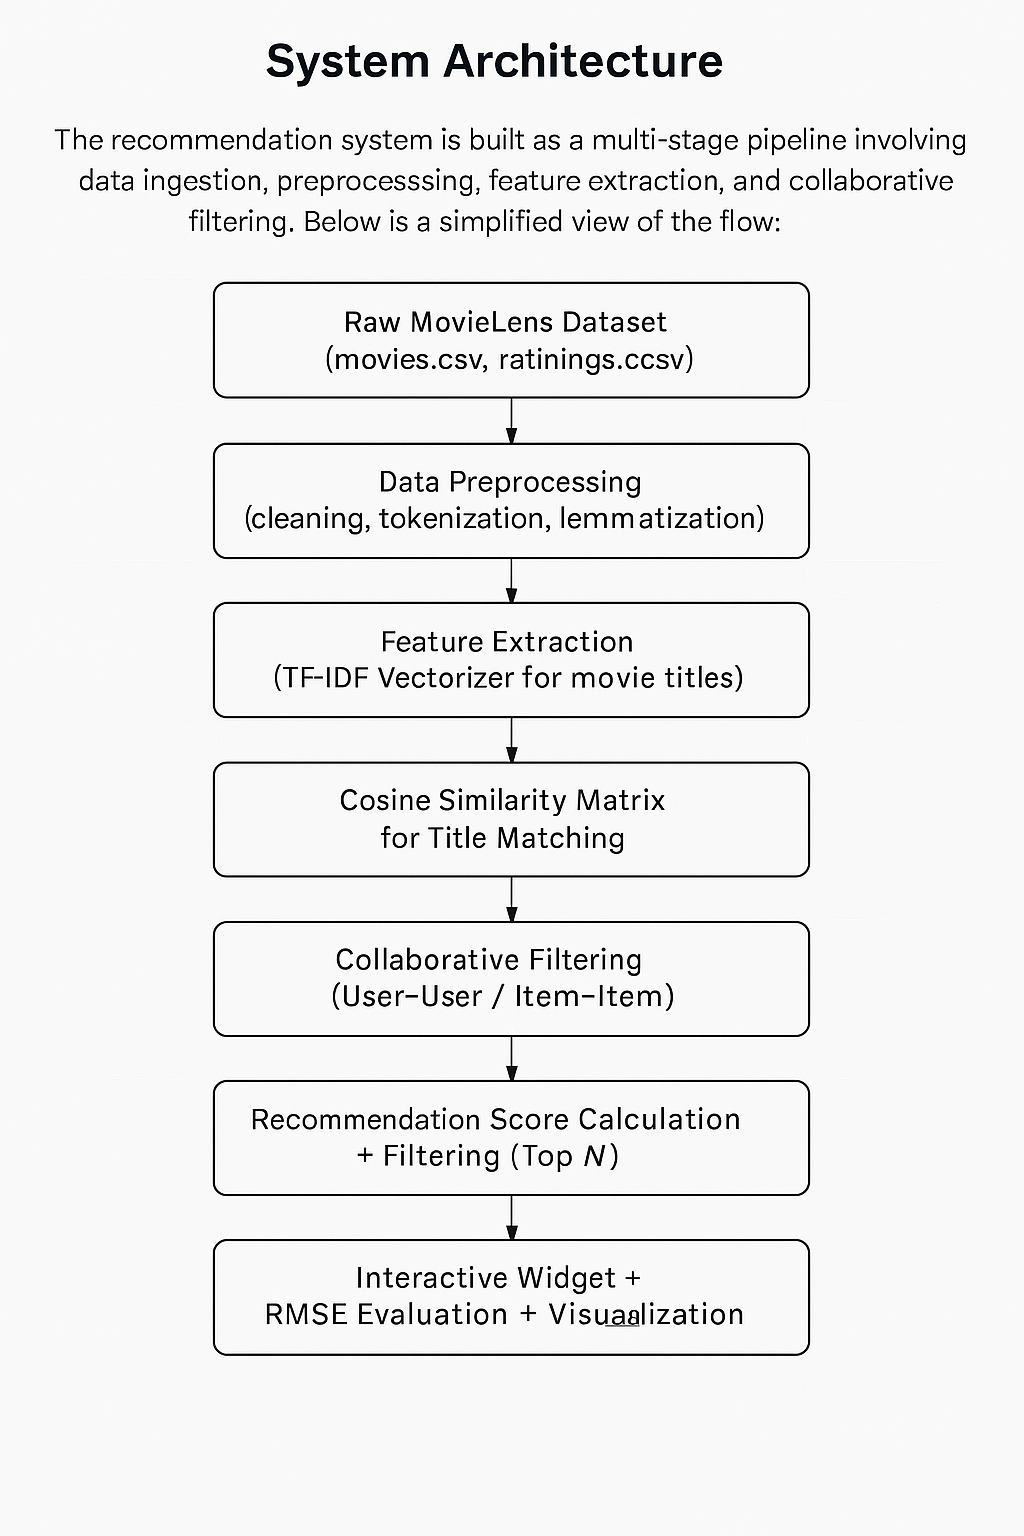 System Architecture
The recommendation system is built as a multi-stage pipeline involving
data ingestion, preprocesssing, feature extraction, and collaborative
filtering. Below is a simplified view of the flow:
Raw MovieLens Dataset
(movies.csv, ratinings.ccsv)
Data Preprocessing
(cleaning, tokenization, lemmatization)
Feature Extraction
(TF-IDF Vectorizer for movie titles)
Cosine Similarity Matrix
for Title Matching
Collaborative Filtering
(User–User / Item–Item)
Recommendation Score Calculation
+ Filtering (Top N)
Interactive Widget +
RMSE Evaluation + Visualization